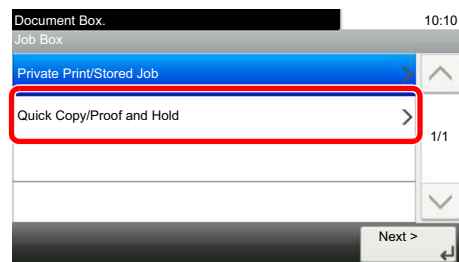 Document Box.
10:10
Job Box
Private Print/Stored Job
Quick Copy/Proof and Hold
1/1
Next >